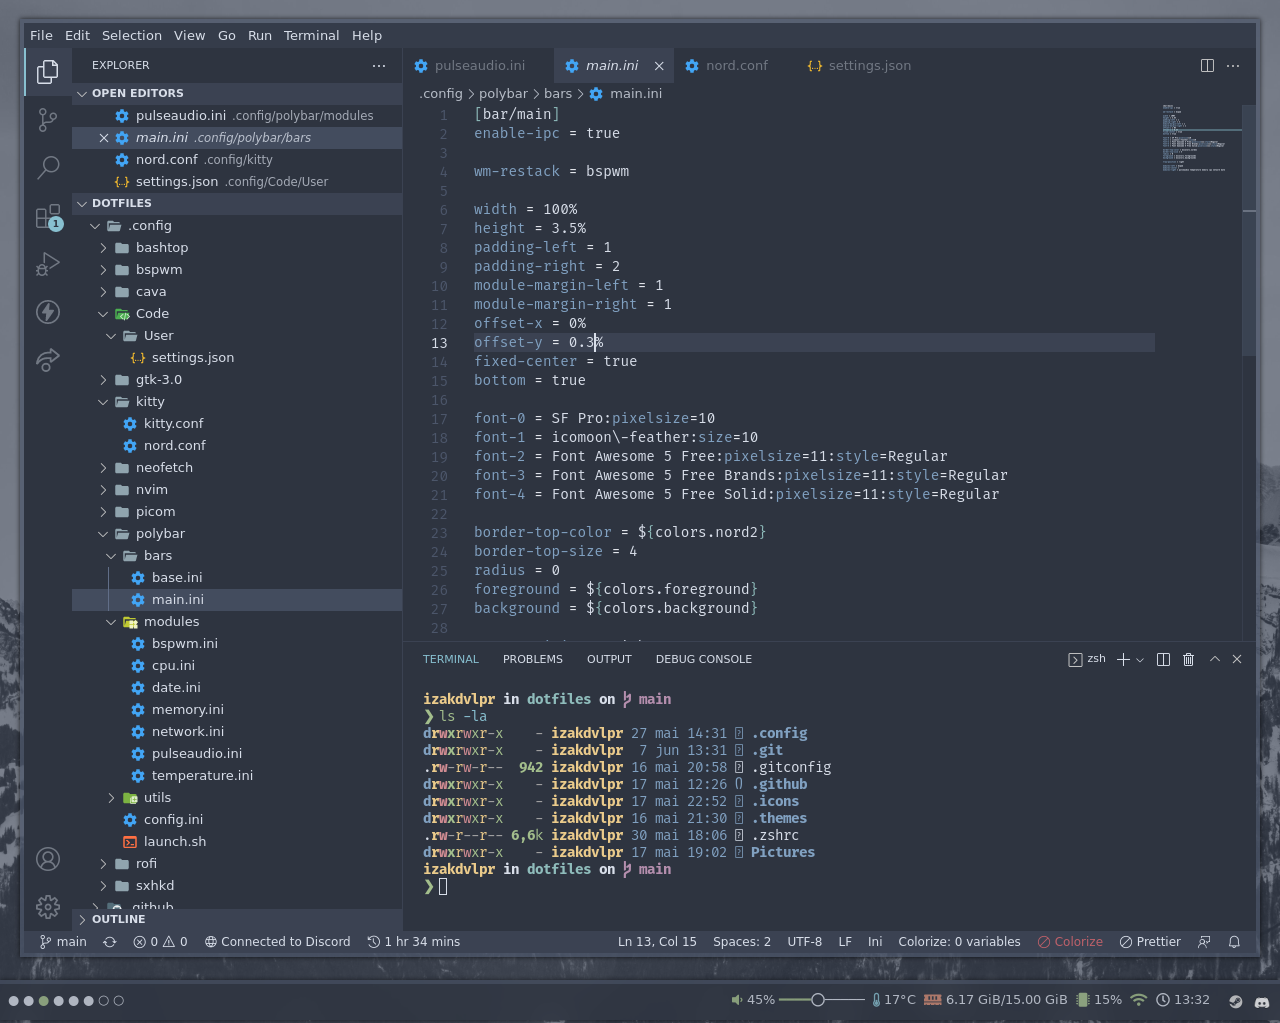 File Edit Selection View Go Run Terminal Help
EXPLORER
OPEN EDITORS
pulseaudio.ini .config/polybar/modules
main.ini .config/polybar/bars
nord.conf .config/kitty
settings.json .config/Code/User
DOTFILES
.config
bashtop
bspwm
cava
Code
User
settings.json
gtk-3.0
kitty
kitty.conf
nord.conf
neofetch
nvim
picom
polybar
bars
base.ini
main.ini
modules
bspwm.ini
cpu.ini
date.ini
memory.ini
network.ini
pulseaudio.ini
temperature.ini
utils
config.ini
launch.sh
rofi
sxhkd
.github
OUTLINE
1
pulseaudio.ini main.ini nord.conf settings.json
.config > polybar > bars > main.ini
1 [bar/main]
2 enable-ipc = true
3
4 wm-restack = bspwm
5
6 width = 100%
7 height = 3.5%
8 padding-left = 1
9 padding-right = 2
10 module-margin-left = 1
11 module-margin-right = 1
12 offset-x = 0%
13 offset-y = 0.3%
14 fixed-center = true
15 bottom = true
16
17 font-0 = SF Pro:pixelsize=10
18 font-1 = icomoon\-feather:size=10
19 font-2 = Font Awesome 5 Free:pixelsize=11:style=Regular
20 font-3 = Font Awesome 5 Free Brands:pixelsize=11:style=Regular
21 font-4 = Font Awesome 5 Free Solid:pixelsize=11:style=Regular
22
23 border-top-color = ${colors.nord2}
24 border-top-size = 4
25 radius = 0
26 foreground = ${colors.foreground}
27 background = ${colors.background}
28
TERMINAL PROBLEMS OUTPUT DEBUG CONSOLE zsh
izakdvlpr in dotfiles on main
❯ ls -la
drwxrwxr-x - izakdvlpr 27 mai 14:31 .config
drwxrwxr-x - izakdvlpr 7 jun 13:31 .git
.rw-rw-r-- 942 izakdvlpr 16 mai 20:58 .gitconfig
drwxrwxr-x - izakdvlpr 17 mai 12:26 .github
drwxrwxr-x - izakdvlpr 17 mai 22:52 .icons
drwxrwxr-x - izakdvlpr 16 mai 21:30 .themes
.rw-r--r-- 6,6k izakdvlpr 30 mai 18:06 .zshrc
drwxrwxr-x - izakdvlpr 17 mai 19:02 Pictures
izakdvlpr in dotfiles on main
❯
main 0 0 Connected to Discord 1 hr 34 mins Ln 13, Col 15 Spaces: 2 UTF-8 LF Ini Colorize: 0 variables Colorize Prettier
45% 17°C 6.17 GiB/15.00 GiB 15% 13:32